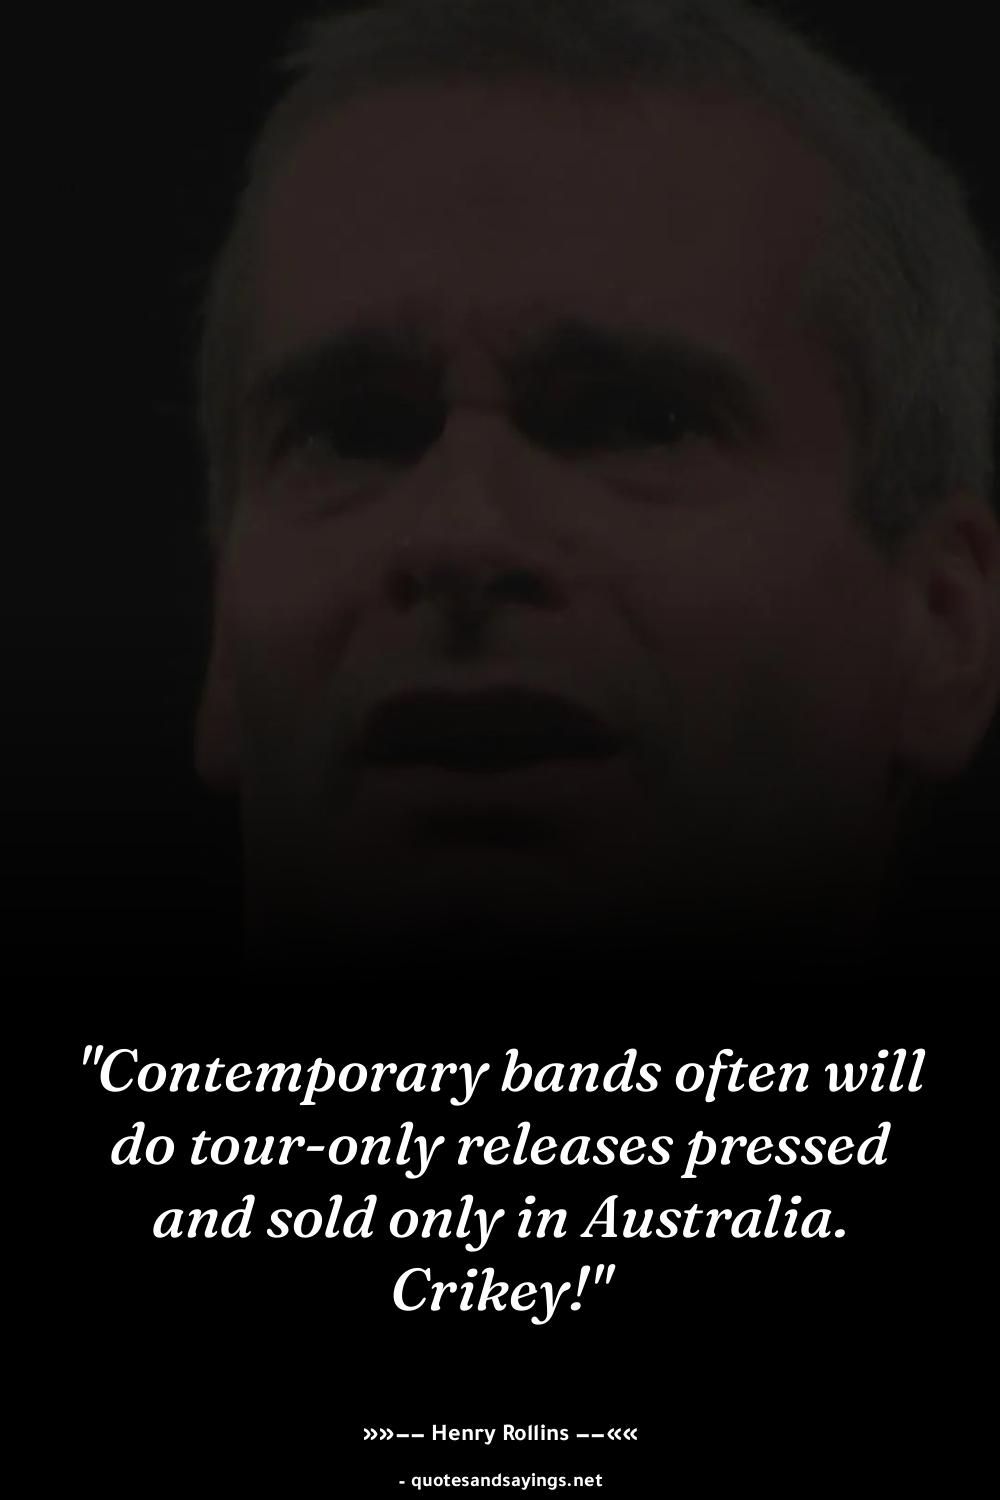 "Contemporary bands often will
do tour-only releases pressed
and sold only in Australia.
Crikey!"
»»–– Henry Rollins ––««
- quotesandsayings.net